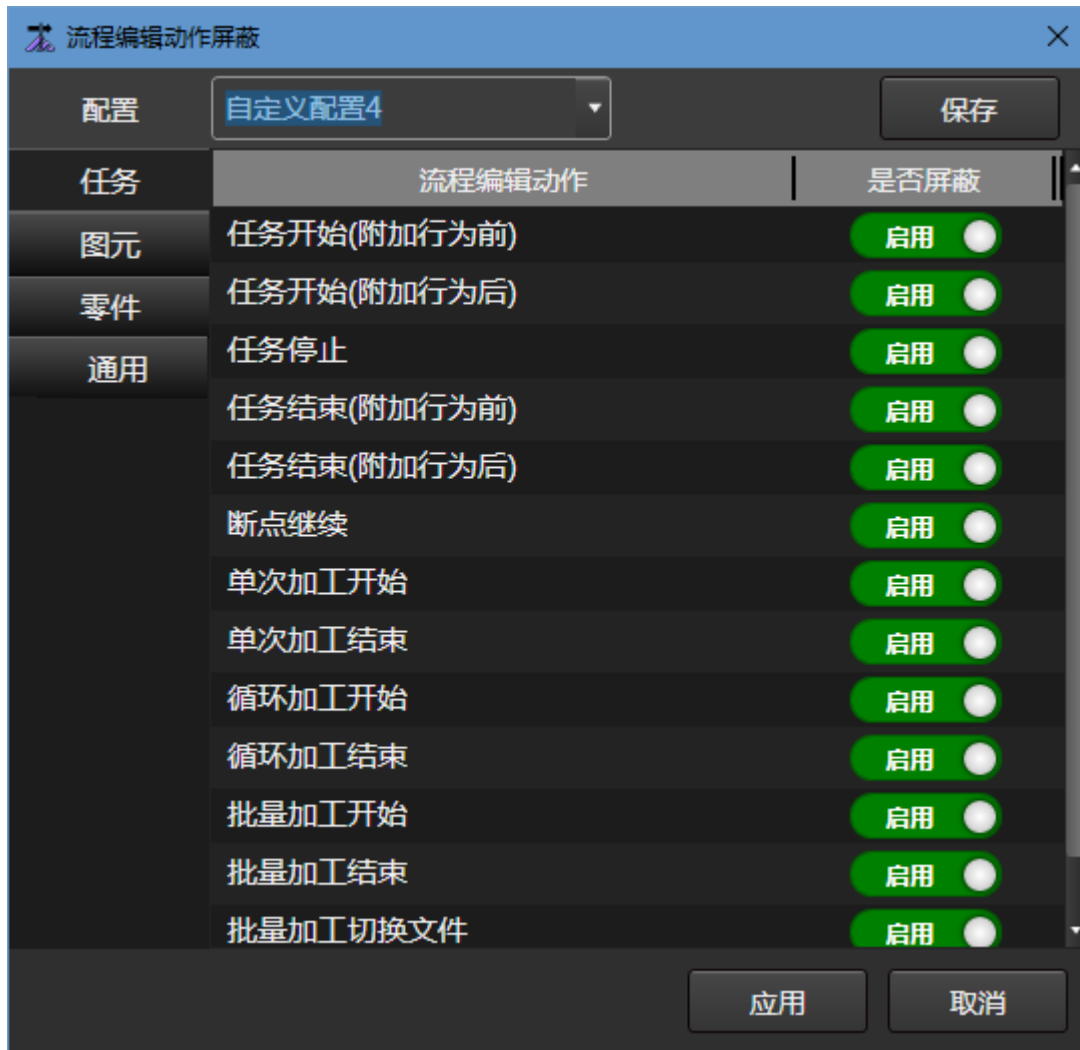 流程编辑动作屏蔽
配置 自定义配置4 保存
任务 流程编辑动作 是否屏蔽
图元 任务开始(附加行为前) 启用
零件 任务开始(附加行为后) 启用
通用 任务停止 启用
任务结束(附加行为前) 启用
任务结束(附加行为后) 启用
断点继续 启用
单次加工开始 启用
单次加工结束 启用
循环加工开始 启用
循环加工结束 启用
批量加工开始 启用
批量加工结束 启用
批量加工切换文件 启用
应用 取消